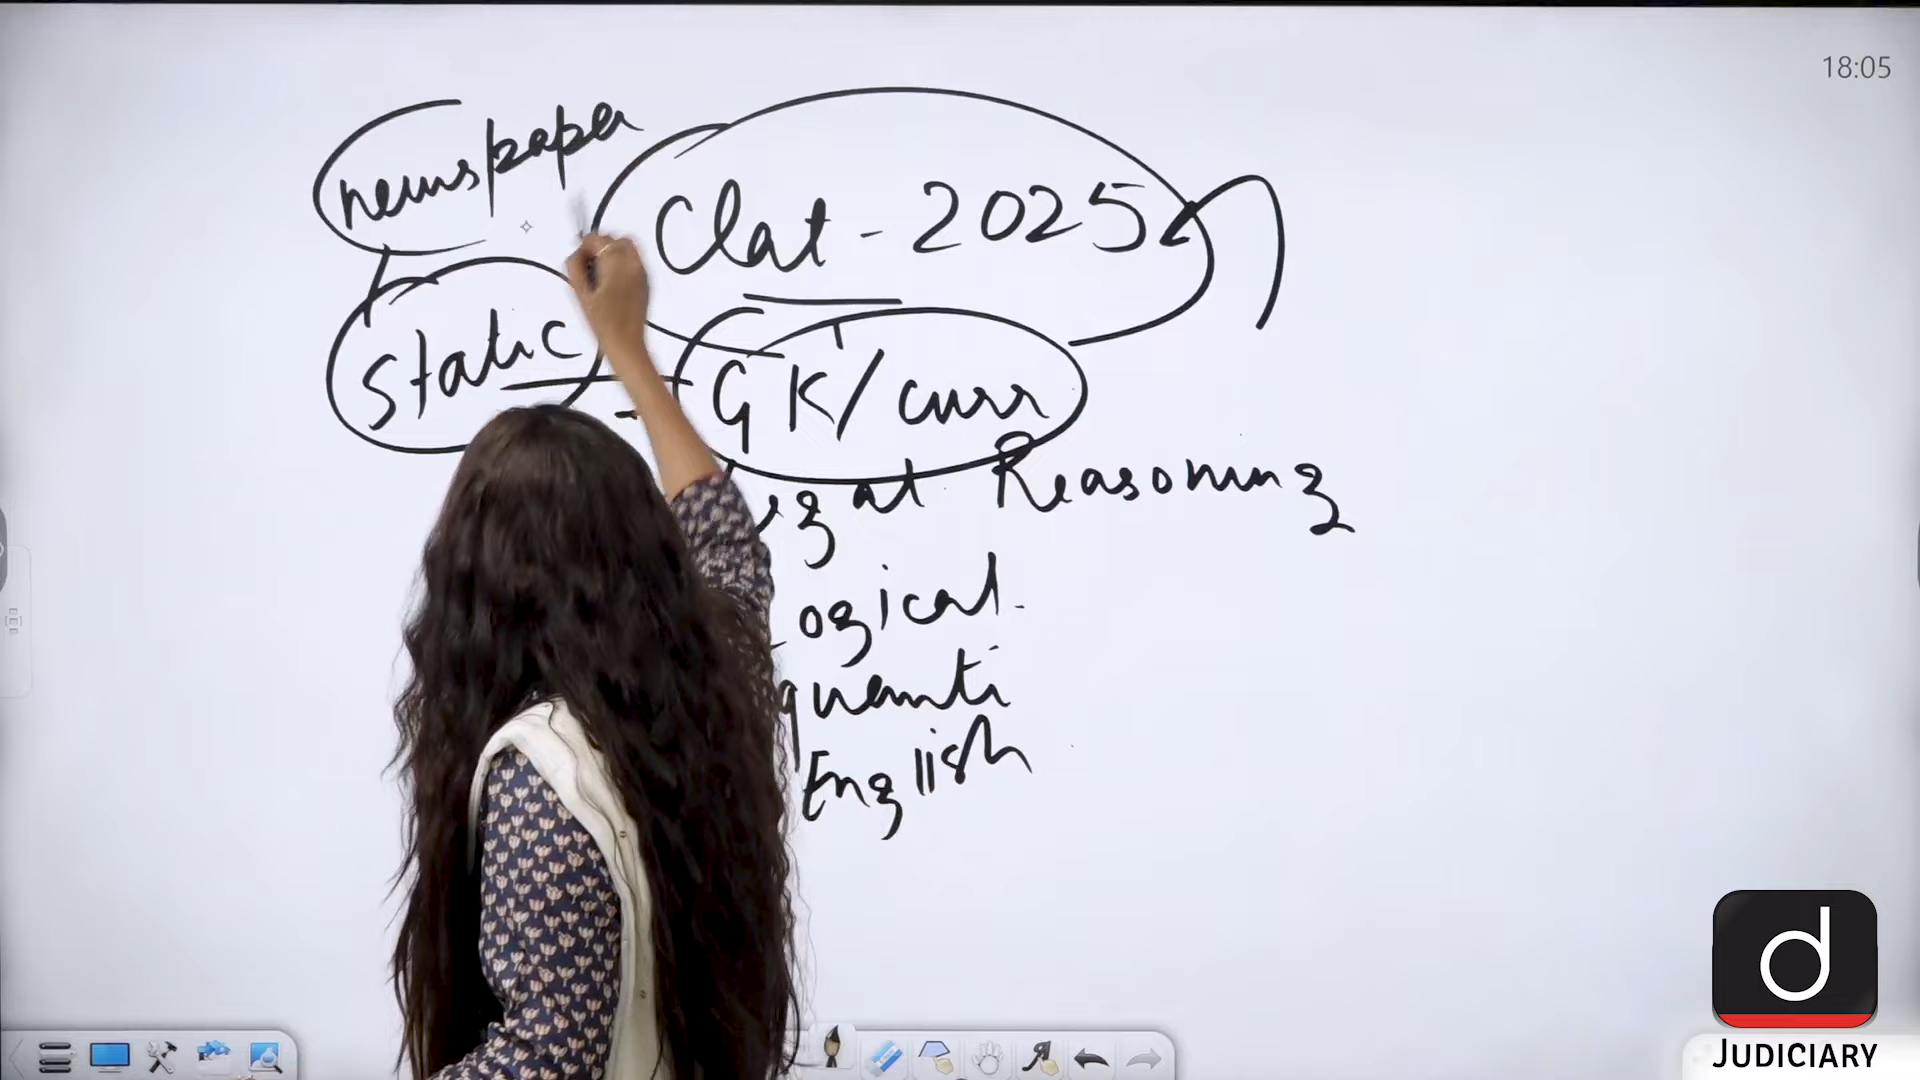 18:05
newspaper
Clat - 2025
static - GK/curr
Reasoning
ogical
quanti
English
d
JUDICIARY